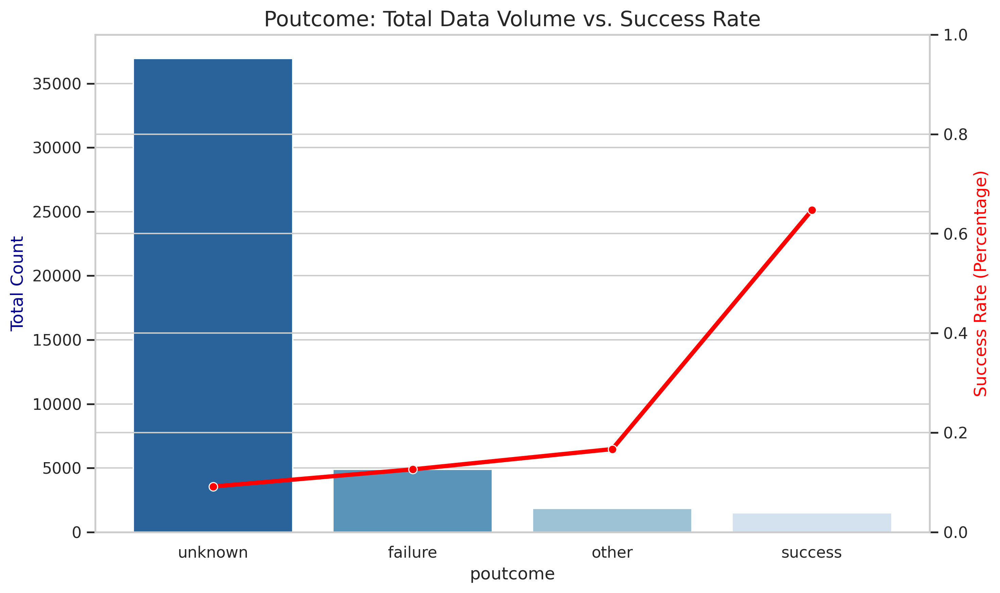 Poutcome: Total Data Volume vs. Success Rate
Total Count
35000
30000
25000
20000
15000
10000
5000
0
1.0
0.8
0.6
0.4
0.2
0.0
Success Rate (Percentage)
unknown failure other success
poutcome